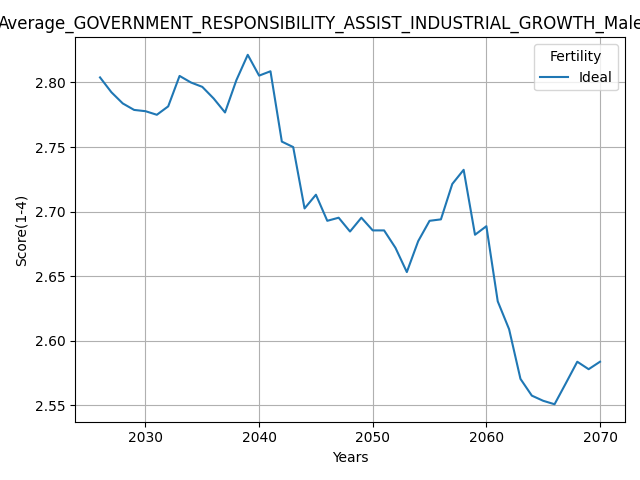 Average_GOVERNMENT_RESPONSIBILITY_ASSIST_INDUSTRIAL_GROWTH_Male
Fertility
Ideal
2.80
2.75
2.70
2.65
2.60
2.55
Score(1-4)
2030 2040 2050 2060 2070
Years